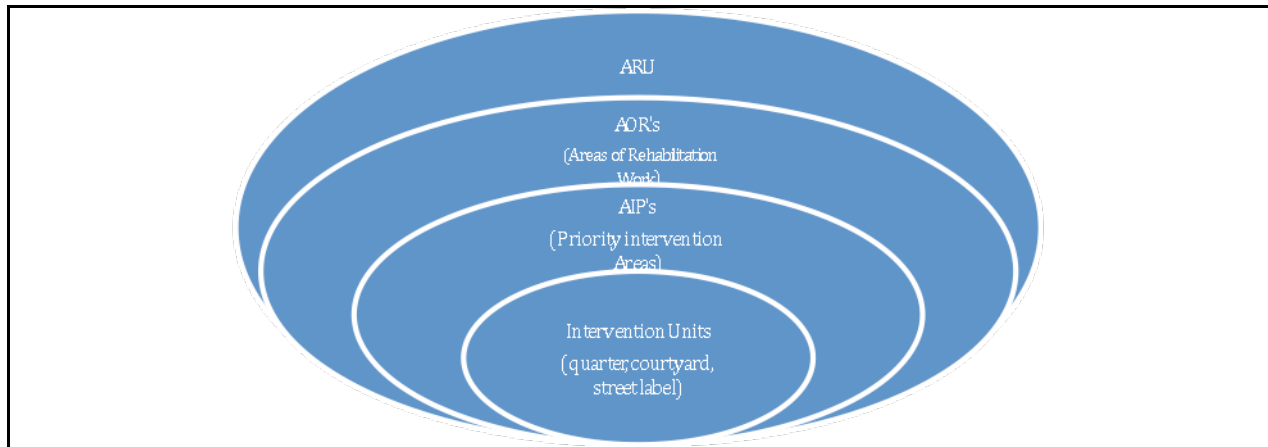 ARU
AOR's
(Areas of Rehabilitation
Work)
AIP's
(Priority intervention
Areas)
Intervention Units
(quarter, courtyard,
street label)